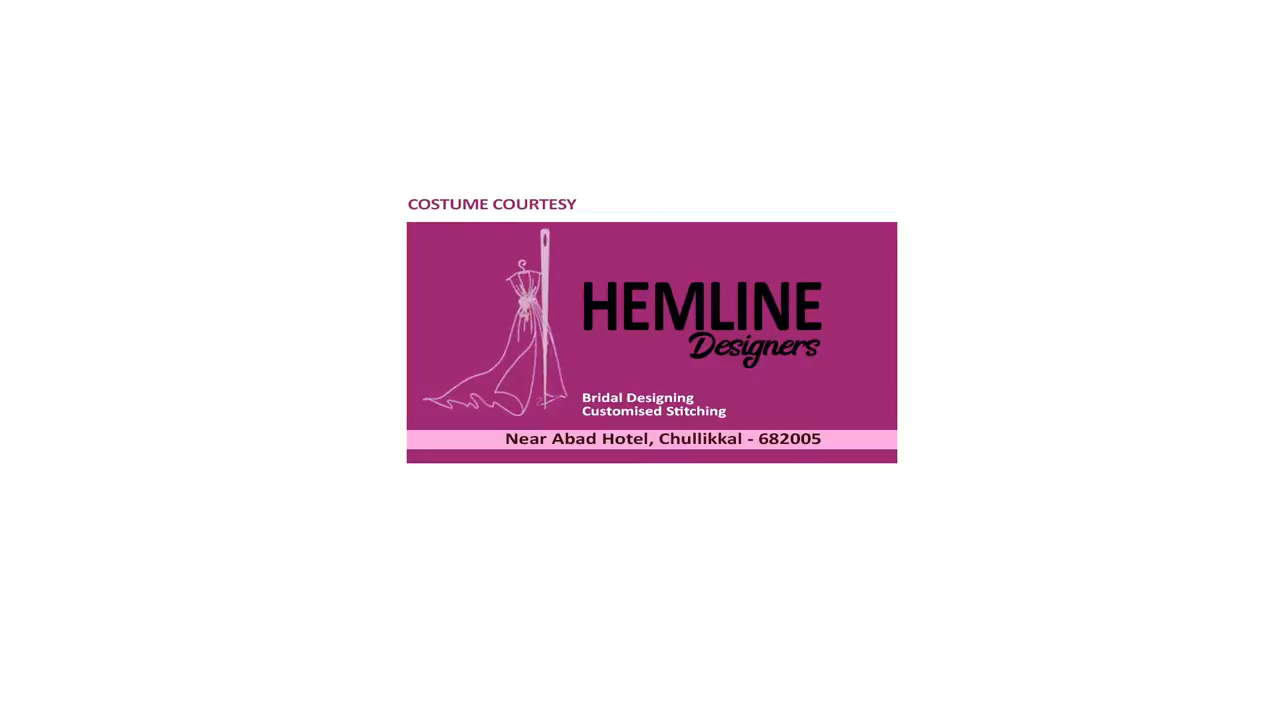 COSTUME COURTESY
HEMLINE
Designers
Bridal Designing
Customised Stitching
Near Abad Hotel, Chullikkal - 682005